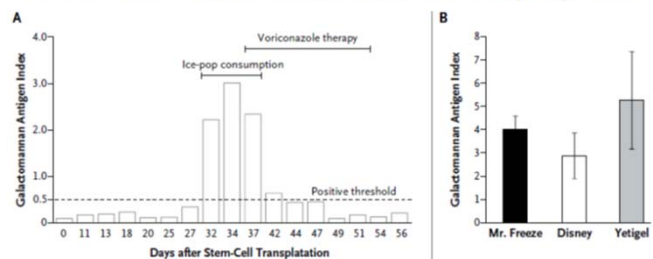 A
Galactomannan Antigen Index
4.0
3.0
2.0
1.0
0.5
0
Voriconazole therapy
Ice-pop consumption
Positive threshold
0 11 13 18 20 25 27 32 34 37 42 44 47 49 51 54 56
Days after Stem-Cell Transplatation
B
Galactomannan Antigen Index
8
7
6
5
4
3
2
1
0
Mr. Freeze Disney Yetigel